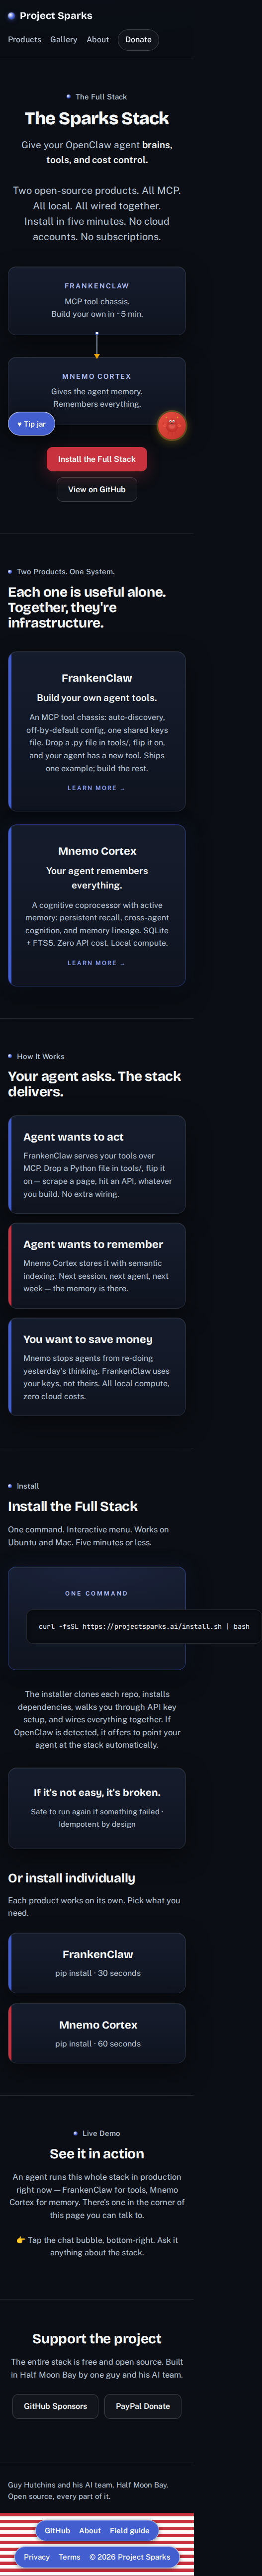 Project Sparks
Products Gallery About Donate
The Full Stack
The Sparks Stack
Give your OpenClaw agent brains,
tools, and cost control.
Two open-source products. All MCP.
All local. All wired together.
Install in five minutes. No cloud
accounts. No subscriptions.
FRANKENCLAW
MCP tool chassis.
Build your own in ~5 min.
MNEMO CORTEX
Gives the agent memory.
Remembers everything.
♥ Tip jar
Install the Full Stack
View on GitHub
Two Products. One System.
Each one is useful alone.
Together, they're
infrastructure.
FrankenClaw
Build your own agent tools.
An MCP tool chassis: auto-discovery,
off-by-default config, one shared keys
file. Drop a .py file in tools/, flip it on,
and your agent has a new tool. Ships
one example; build the rest.
LEARN MORE →
Mnemo Cortex
Your agent remembers
everything.
A cognitive coprocessor with active
memory: persistent recall, cross-agent
cognition, and memory lineage. SQLite
+ FTS5. Zero API cost. Local compute.
LEARN MORE →
How It Works
Your agent asks. The stack
delivers.
Agent wants to act
FrankenClaw serves your tools over
MCP. Drop a Python file in tools/, flip it
on — scrape a page, hit an API, whatever
you build. No extra wiring.
Agent wants to remember
Mnemo Cortex stores it with semantic
indexing. Next session, next agent, next
week — the memory is there.
You want to save money
Mnemo stops agents from re-doing
yesterday's thinking. FrankenClaw uses
your keys, not theirs. All local compute,
zero cloud costs.
Install
Install the Full Stack
One command. Interactive menu. Works on
Ubuntu and Mac. Five minutes or less.
ONE COMMAND
curl -fsSL https://projectsparks.ai/install.sh | bash
The installer clones each repo, installs
dependencies, walks you through API key
setup, and wires everything together. If
OpenClaw is detected, it offers to point your
agent at the stack automatically.
If it's not easy, it's broken.
Safe to run again if something failed ·
Idempotent by design
Or install individually
Each product works on its own. Pick what you
need.
FrankenClaw
pip install · 30 seconds
Mnemo Cortex
pip install · 60 seconds
Live Demo
See it in action
An agent runs this whole stack in production
right now — FrankenClaw for tools, Mnemo
Cortex for memory. There's one in the corner of
this page you can talk to.
👉 Tap the chat bubble, bottom-right. Ask it
anything about the stack.
Support the project
The entire stack is free and open source. Built
in Half Moon Bay by one guy and his AI team.
GitHub Sponsors PayPal Donate
Guy Hutchins and his AI team, Half Moon Bay.
Open source, every part of it.
GitHub About Field guide
Privacy Terms © 2026 Project Sparks